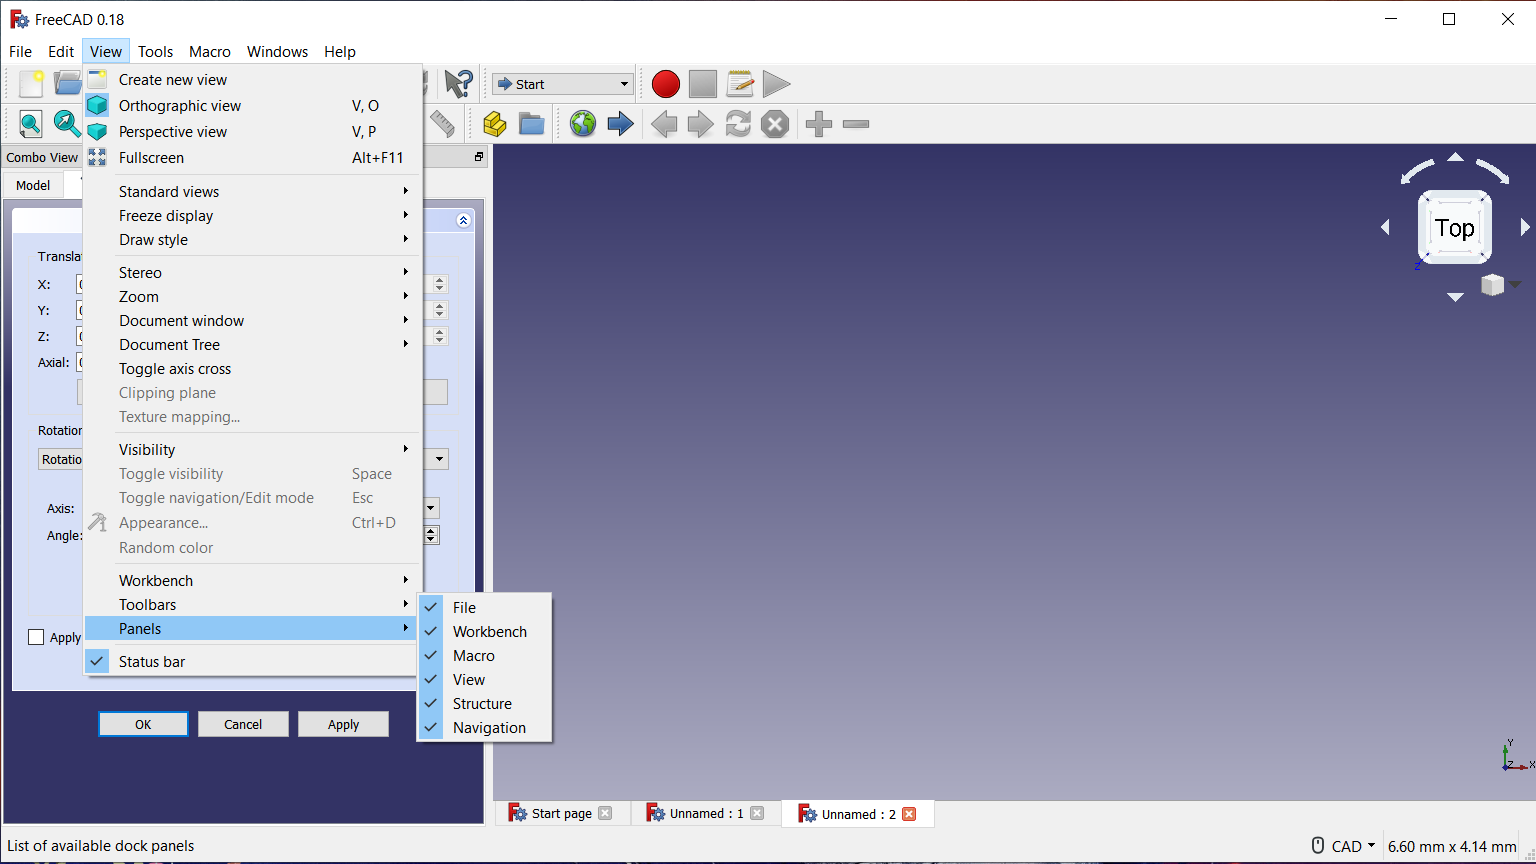 FreeCAD 0.18
File Edit View Tools Macro Windows Help
Create new view
Start
Orthographic view V, O
Perspective view V, P
Combo View
Fullscreen Alt+F11
Model
Standard views
Freeze display
Draw style
Top
Z
Stereo
X:
Zoom
Y:
Document window
Z:
Document Tree
Axial:
Toggle axis cross
Clipping plane
Texture mapping...
Visibility
Toggle visibility Space
Toggle navigation/Edit mode Esc
Axis:
Appearance... Ctrl+D
Angle:
Random color
Workbench
Toolbars
Panels
Apply
Status bar
File
Workbench
Macro
View
Structure
Navigation
OK Cancel Apply
Y
Z X
Start page Unnamed : 1 Unnamed : 2
List of available dock panels CAD 6.60 mm x 4.14 mm